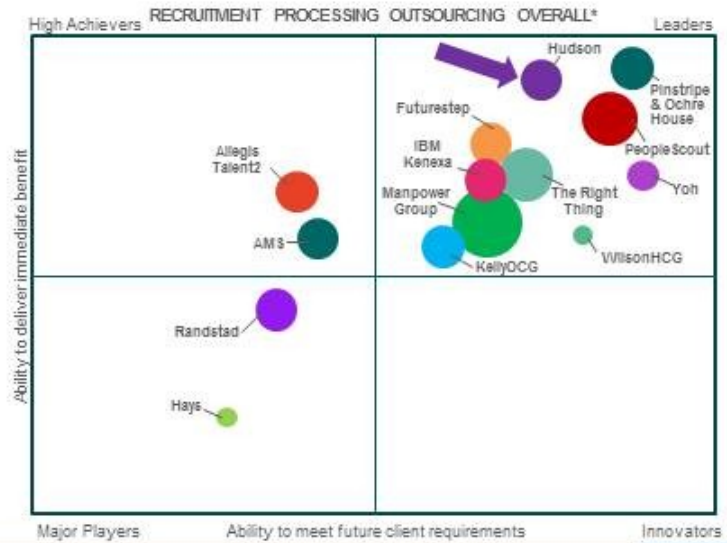 RECRUITMENT PROCESSING OUTSOURCING OVERALL*
High Achievers
Leaders
Hudson
Pinstripe
& Ochre
House
Futurestep
PeopleScout
IBM
Kenexa
Allegis
Talent2
Yoh
Manpower
Group
The Right
Thing
AMS
WilsonHCG
KellyOCG
Randstad
Hays
Ability to deliver immediate benefit
Major Players
Ability to meet future client requirements
Innovators